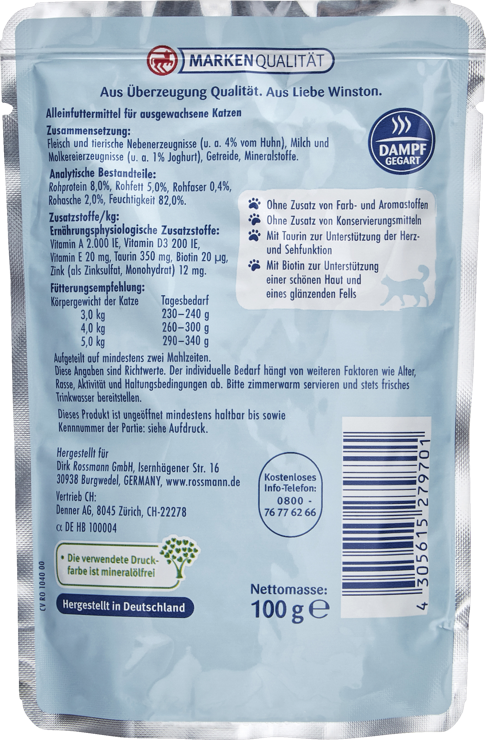 MARKENQUALITÄT
Aus Überzeugung Qualität. Aus Liebe Winston.
Alleinfuttermittel für ausgewachsene Katzen
Zusammensetzung:
Fleisch und tierische Nebenerzeugnisse (u. a. 4% vom Huhn), Milch und
Molkereierzeugnisse (u. a. 1% Joghurt), Getreide, Mineralstoffe.
DAMPF
GEGART
Analytische Bestandteile:
Rohprotein 8,0%, Rohfett 5,0%, Rohfaser 0,4%,
Rohasche 2,0%, Feuchtigkeit 82,0%.
Zusatzstoffe/kg:
Ernährungsphysiologische Zusatzstoffe:
Vitamin A 2.000 IE, Vitamin D3 200 IE,
Vitamin E 20 mg, Taurin 350 mg, Biotin 20 µg,
Zink (als Zinksulfat, Monohydrat) 12 mg.
Ohne Zusatz von Farb- und Aromastoffen
Ohne Zusatz von Konservierungsmitteln
Mit Taurin zur Unterstützung der Herz-
und Sehfunktion
Mit Biotin zur Unterstützung
einer schönen Haut und
eines glänzenden Fells
Fütterungsempfehlung:
Körpergewicht der Katze Tagesbedarf
3,0 kg 230–240 g
4,0 kg 260–300 g
5,0 kg 290–340 g
Aufgeteilt auf mindestens zwei Mahlzeiten.
Diese Angaben sind Richtwerte. Der individuelle Bedarf hängt von weiteren Faktoren wie Alter,
Rasse, Aktivität und Haltungsbedingungen ab. Bitte zimmerwarm servieren und stets frisches
Trinkwasser bereitstellen.
Dieses Produkt ist ungeöffnet mindestens haltbar bis sowie
Kennnummer der Partie: siehe Aufdruck.
Hergestellt für
Dirk Rossmann GmbH, Isernhägener Str. 16
30938 Burgwedel, GERMANY, www.rossmann.de
Vertrieb CH:
Denner AG, 8045 Zürich, CH-22278
α DE HB 100004
Kostenloses
Info-Telefon:
0800 -
76 77 62 66
• Die verwendete Druck-
farbe ist mineralölfrei
Hergestellt in Deutschland
CV RO 1040 00
Nettomasse:
100 g ℮
4 305615 279701